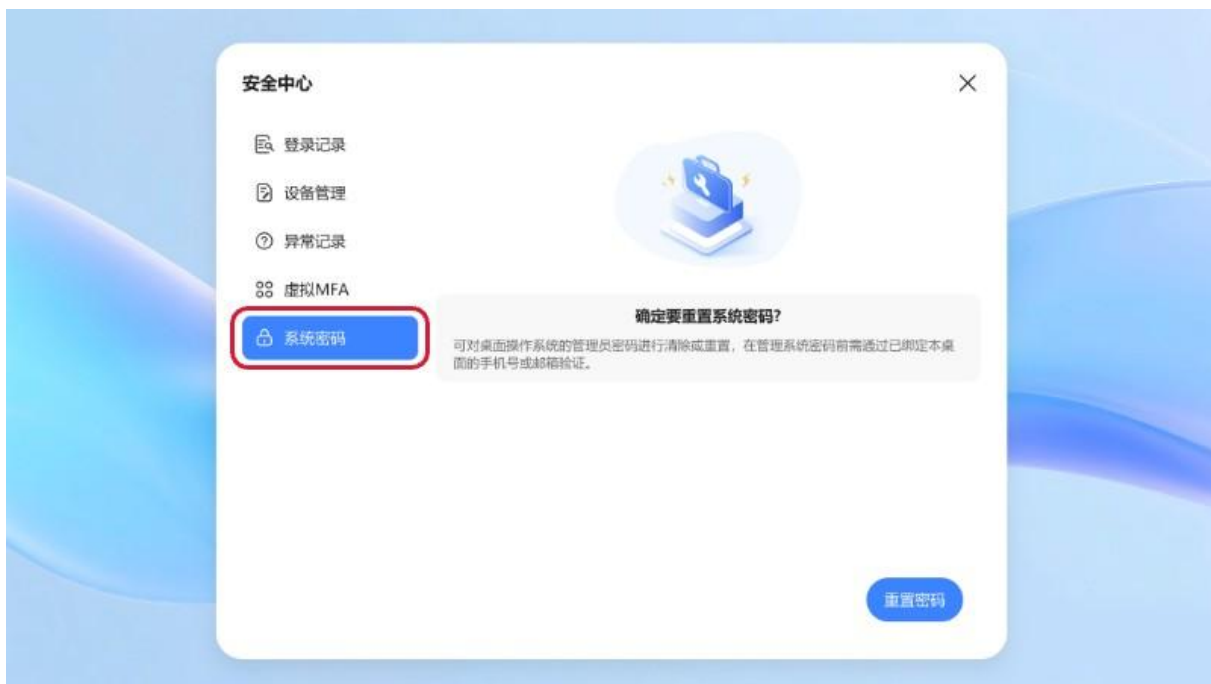 安全中心
登录记录
设备管理
异常记录
虚拟MFA
系统密码
确定要重置系统密码?
可对桌面操作系统的管理员密码进行清除或重置，在管理系统密码前需通过已绑定本桌
面的手机号或邮箱验证。
重置密码